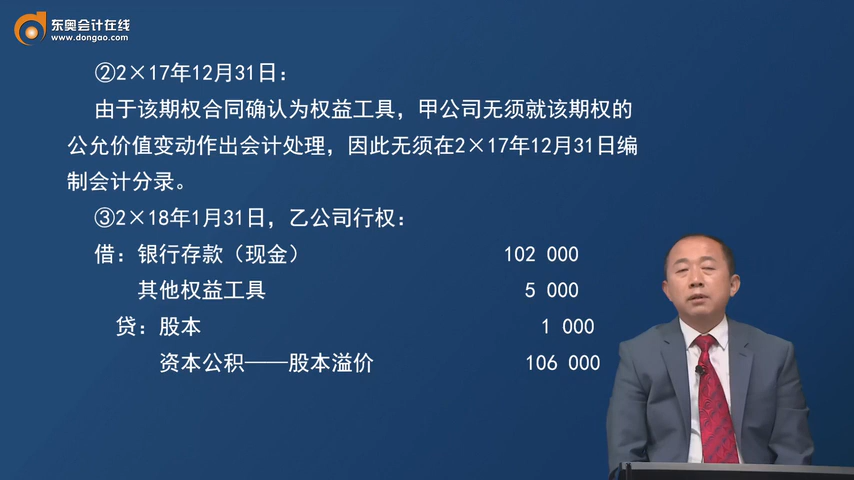 东奥会计在线
www.dongao.com
②2×17年12月31日：
由于该期权合同确认为权益工具，甲公司无须就该期权的
公允价值变动作出会计处理，因此无须在2×17年12月31日编
制会计分录。
③2×18年1月31日，乙公司行权：
借：银行存款（现金） 102 000
其他权益工具 5 000
贷：股本 1 000
资本公积——股本溢价 106 000